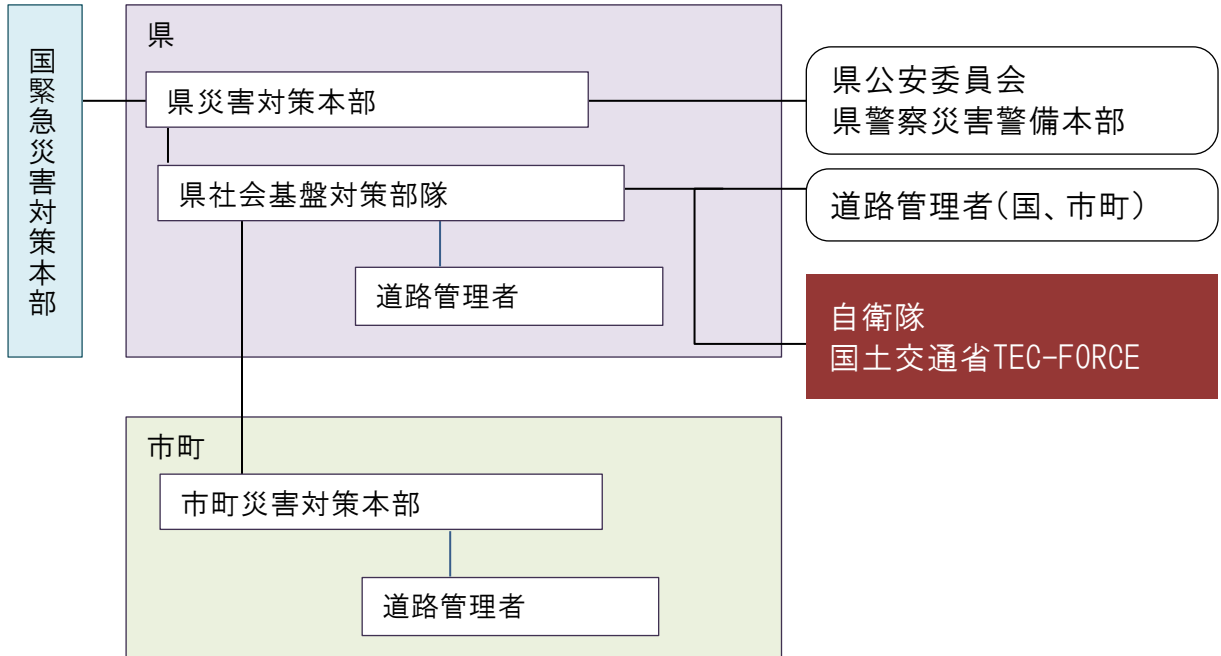 国緊急災害対策本部
県
県災害対策本部
県公安委員会
県警察災害警備本部
県社会基盤対策部隊
道路管理者(国、市町)
道路管理者
自衛隊
国土交通省TEC-FORCE
市町
市町災害対策本部
道路管理者